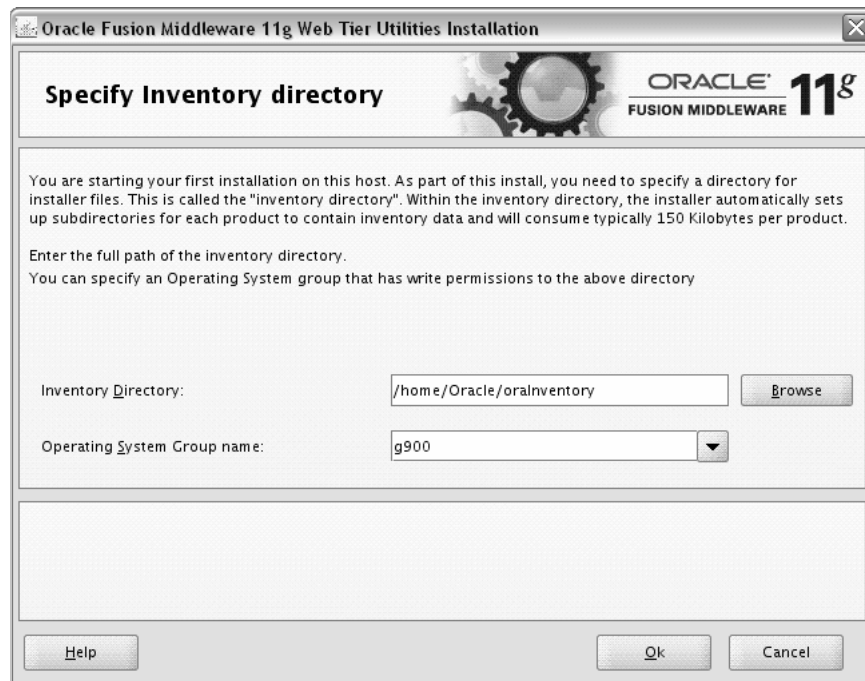 Oracle Fusion Middleware 11g Web Tier Utilities Installation
Specify Inventory directory
ORACLE
FUSION MIDDLEWARE
11g
You are starting your first installation on this host. As part of this install, you need to specify a directory for
installer files. This is called the "inventory directory". Within the inventory directory, the installer automatically sets
up subdirectories for each product to contain inventory data and will consume typically 150 Kilobytes per product.
Enter the full path of the inventory directory.
You can specify an Operating System group that has write permissions to the above directory
Inventory Directory:
/home/Oracle/oraInventory
Browse
Operating System Group name:
g900
Help
Ok
Cancel